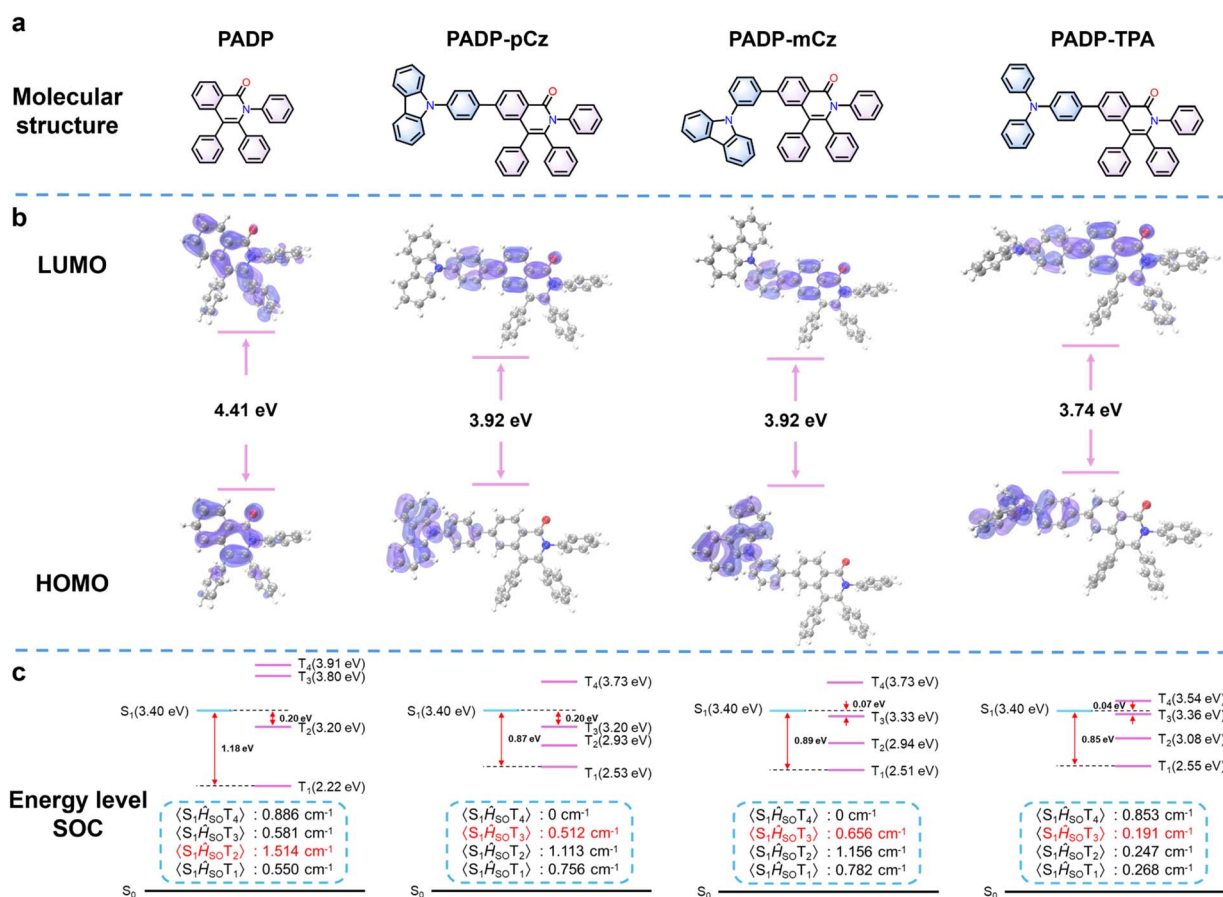 a
PADP PADP-pCz PADP-mCz PADP-TPA
Molecular
structure
O N N O N N O N N O N
b
LUMO
4.41 eV 3.92 eV 3.92 eV 3.74 eV
HOMO
c
T₄(3.91 eV)
T₃(3.80 eV)
S₁(3.40 eV)
0.20 eV
T₂(3.20 eV)
1.18 eV
T₁(2.22 eV)
T₄(3.73 eV)
S₁(3.40 eV)
0.20 eV
T₃(3.20 eV)
T₂(2.93 eV)
0.87 eV
T₁(2.53 eV)
T₄(3.73 eV)
S₁(3.40 eV)
0.07 eV
T₃(3.33 eV)
T₂(2.94 eV)
0.89 eV
T₁(2.51 eV)
T₄(3.54 eV)
S₁(3.40 eV)
0.04 eV
T₃(3.36 eV)
T₂(3.08 eV)
0.85 eV
T₁(2.55 eV)
Energy level
SOC
⟨S₁ĤSOT₄⟩ : 0.886 cm⁻¹
⟨S₁ĤSOT₃⟩ : 0.581 cm⁻¹
⟨S₁ĤSOT₂⟩ : 1.514 cm⁻¹
⟨S₁ĤSOT₁⟩ : 0.550 cm⁻¹
⟨S₁ĤSOT₄⟩ : 0 cm⁻¹
⟨S₁ĤSOT₃⟩ : 0.512 cm⁻¹
⟨S₁ĤSOT₂⟩ : 1.113 cm⁻¹
⟨S₁ĤSOT₁⟩ : 0.756 cm⁻¹
⟨S₁ĤSOT₄⟩ : 0 cm⁻¹
⟨S₁ĤSOT₃⟩ : 0.656 cm⁻¹
⟨S₁ĤSOT₂⟩ : 1.156 cm⁻¹
⟨S₁ĤSOT₁⟩ : 0.782 cm⁻¹
⟨S₁ĤSOT₄⟩ : 0.853 cm⁻¹
⟨S₁ĤSOT₃⟩ : 0.191 cm⁻¹
⟨S₁ĤSOT₂⟩ : 0.247 cm⁻¹
⟨S₁ĤSOT₁⟩ : 0.268 cm⁻¹
S₀ S₀ S₀ S₀